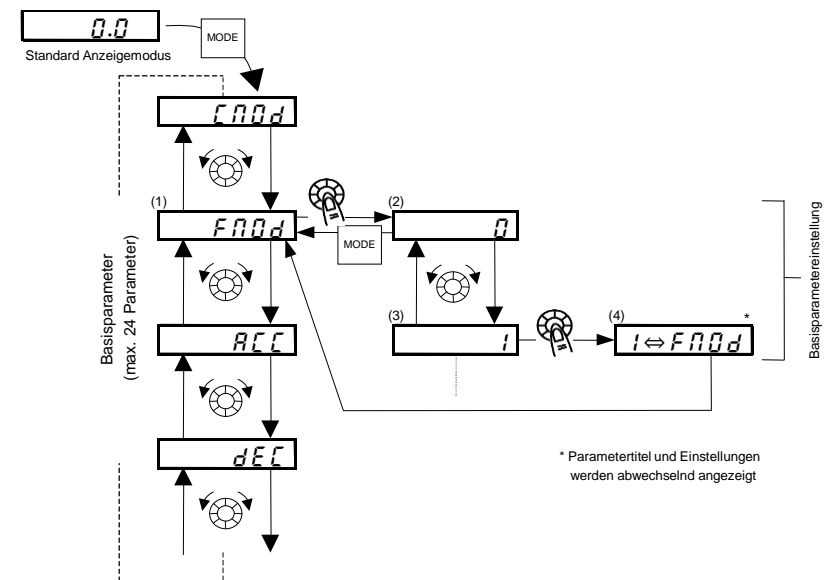 0.0
MODE
Standard Anzeigemodus
CMOd
(1)
FMOd
(2)
0
MODE
Basisparameter
(max. 24 Parameter)
Basisparametereinstellung
ACC
(3)
1
(4)
*
1⇔FMOd
dEC
* Parametertitel und Einstellungen
werden abwechselnd angezeigt